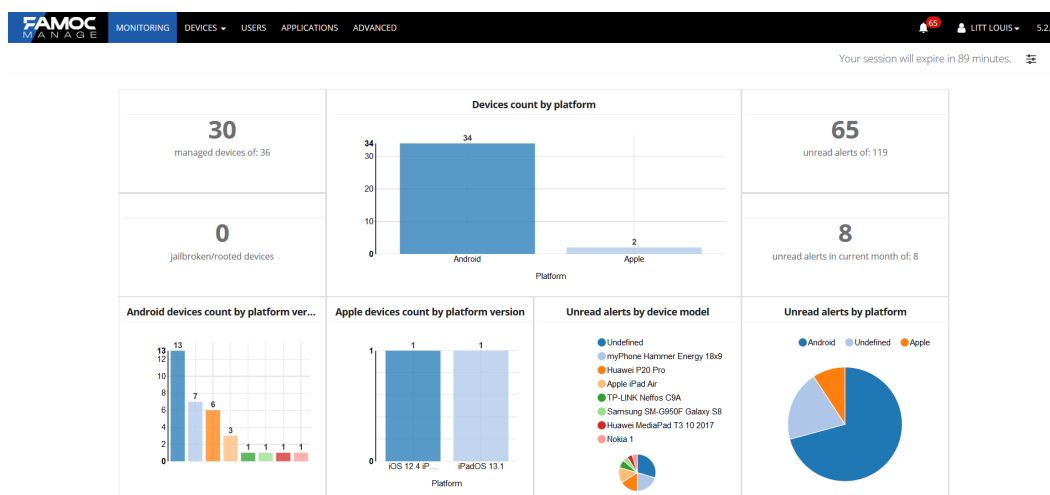 FAMOC
MANAGE
MONITORING DEVICES USERS APPLICATIONS ADVANCED 65 LITT LOUIS 5.2.
Your session will expire in 89 minutes.
30
managed devices of: 36
0
jailbroken/rooted devices
Devices count by platform
34
34
30
20
10
0
2
Android Apple
Platform
65
unread alerts of: 119
8
unread alerts in current month of: 8
Android devices count by platform ver...
13
13
12
10
8
6
4
2
0
7
6
3
1 1 1 1
Apple devices count by platform version
1 1
1
0
iOS 12.4 iP... iPadOS 13.1
Platform
Unread alerts by device model
Undefined
myPhone Hammer Energy 18x9
Huawei P20 Pro
Apple iPad Air
TP-LINK Neffos C9A
Samsung SM-G950F Galaxy S8
Huawei MediaPad T3 10 2017
Nokia 1
Unread alerts by platform
Android Undefined Apple